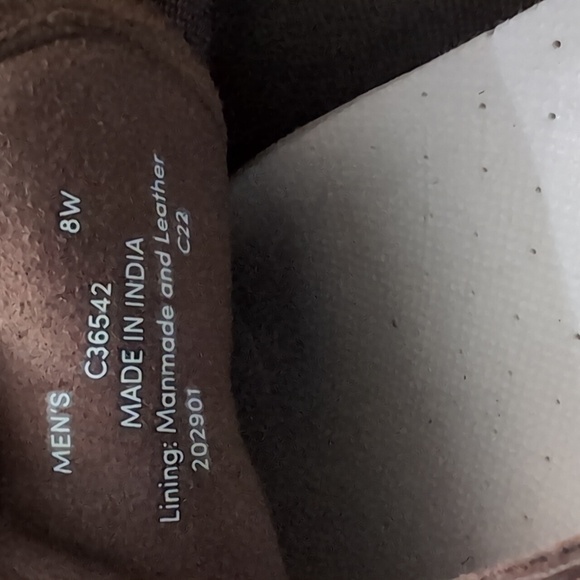 MEN'S 8W
C36542
MADE IN INDIA
Lining: Manmade and Leather
202901 C22